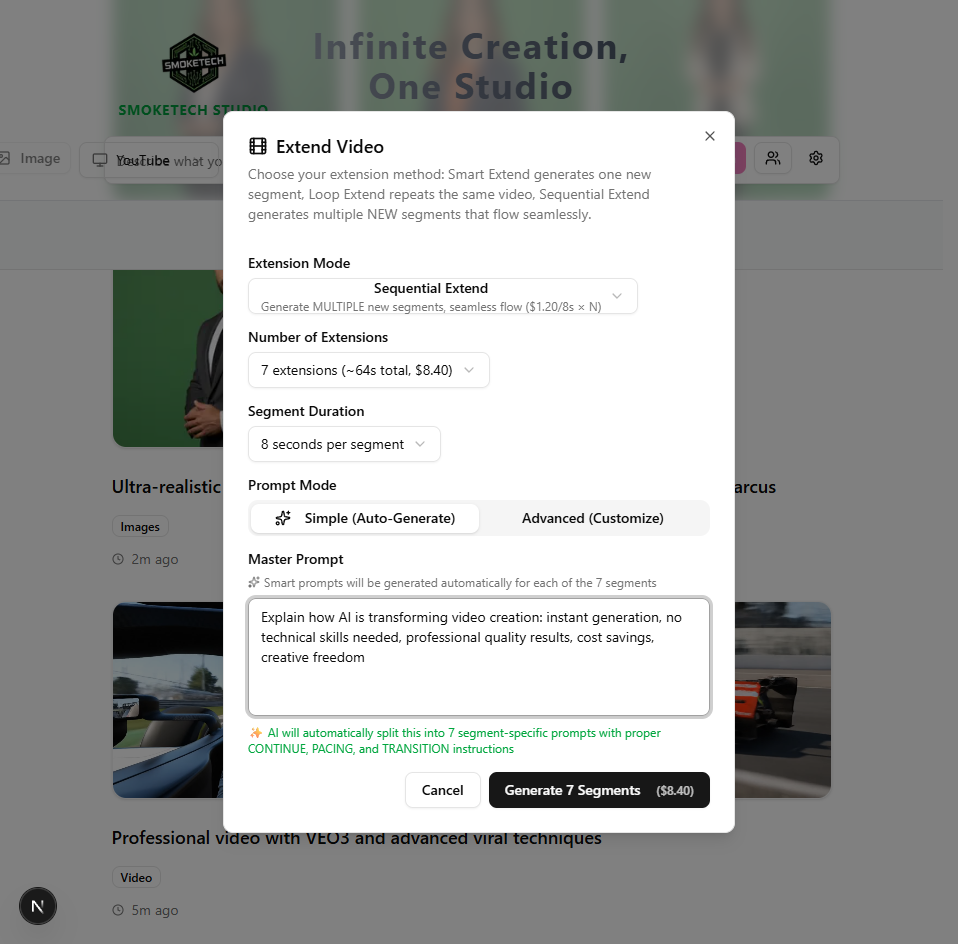 Infinite Creation,
One Studio
SMOKETECH
SMOKETECH STUDIO
Image
YouTube
Describe what yo
Extend Video
Choose your extension method: Smart Extend generates one new
segment, Loop Extend repeats the same video, Sequential Extend
generates multiple NEW segments that flow seamlessly.
Extension Mode
Sequential Extend
Generate MULTIPLE new segments, seamless flow ($1.20/8s × N)
Number of Extensions
7 extensions (~64s total, $8.40)
Segment Duration
8 seconds per segment
Prompt Mode
Simple (Auto-Generate)
Advanced (Customize)
Master Prompt
Smart prompts will be generated automatically for each of the 7 segments
Explain how AI is transforming video creation: instant generation, no
technical skills needed, professional quality results, cost savings,
creative freedom
✨ AI will automatically split this into 7 segment-specific prompts with proper
CONTINUE, PACING, and TRANSITION instructions
Cancel
Generate 7 Segments ($8.40)
Ultra-realistic
arcus
Images
2m ago
Professional video with VEO3 and advanced viral techniques
Video
5m ago
N